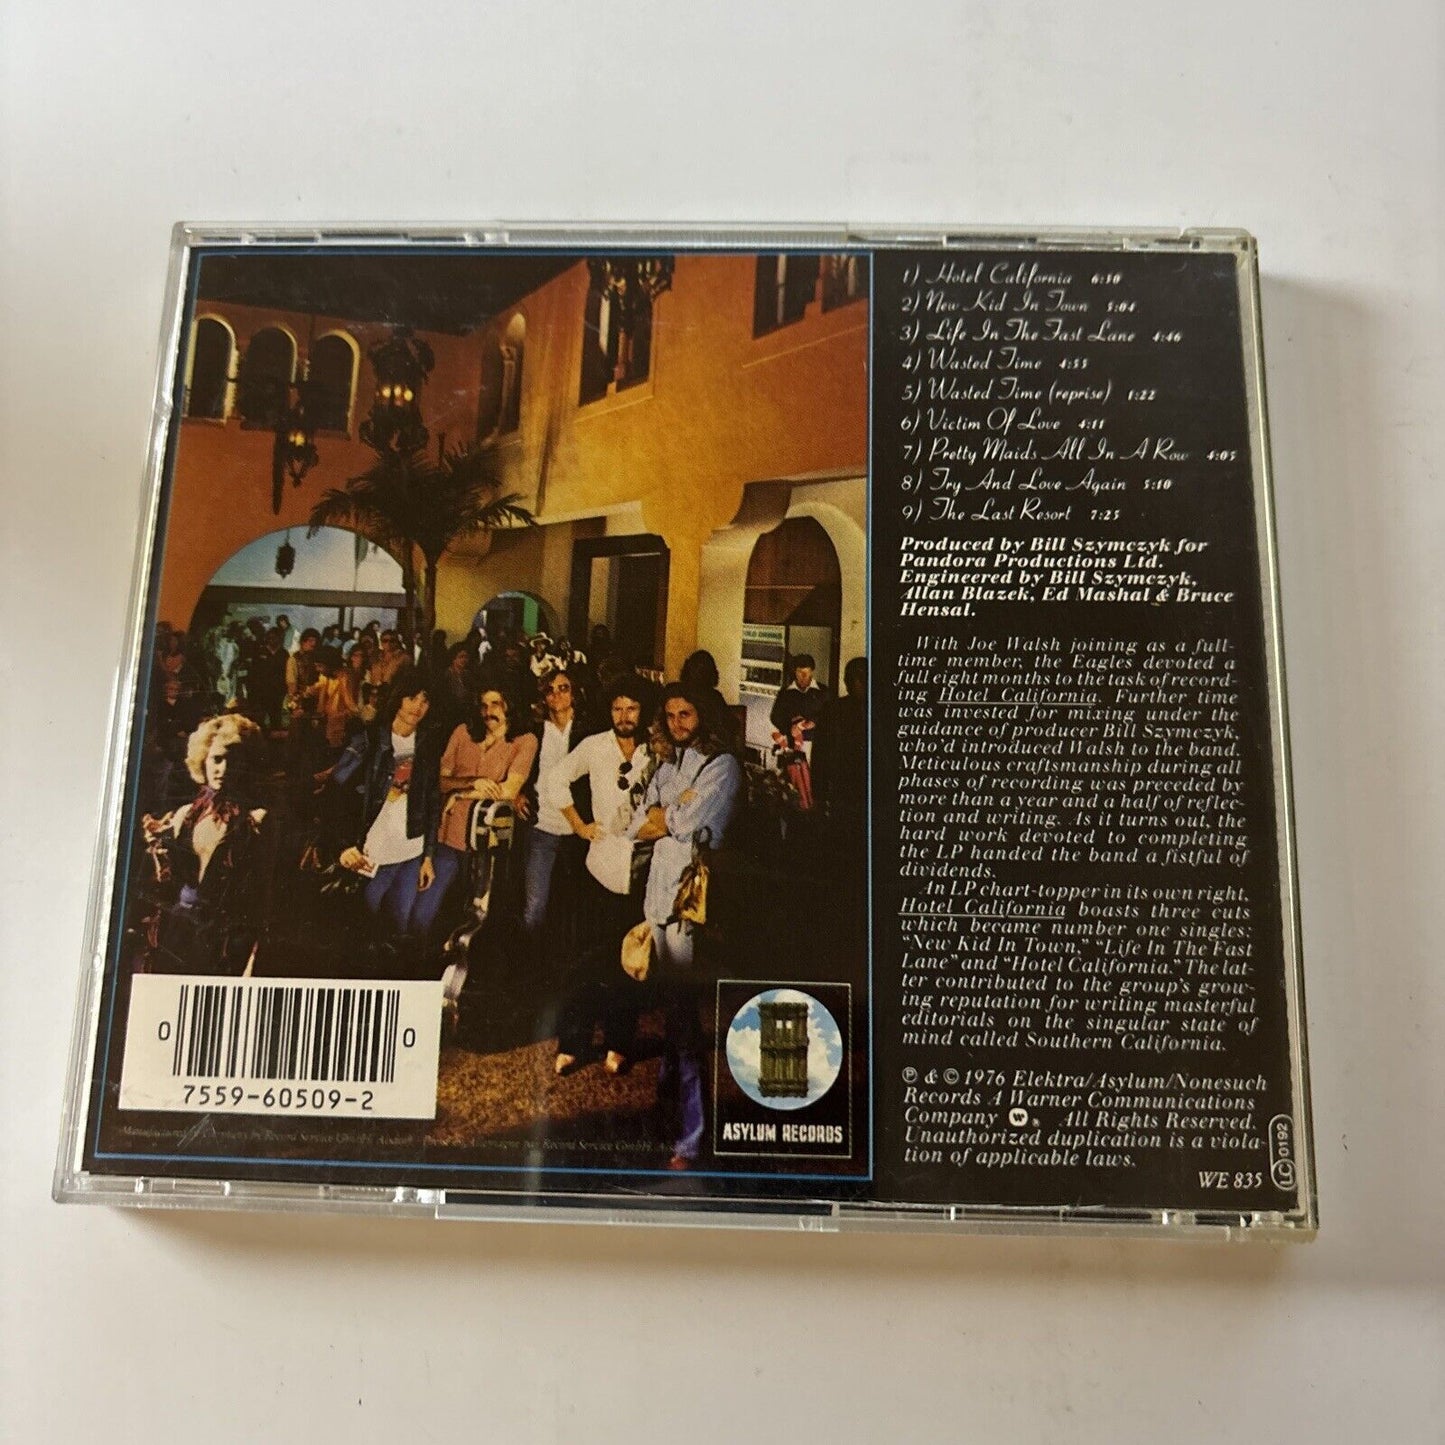 1) Hotel California 6:30
2) New Kid In Town 5:04
3) Life In The Fast Lane 4:46
4) Wasted Time 4:55
5) Wasted Time (reprise) 1:22
6) Victim Of Love 4:11
7) Pretty Maids All In A Row 4:05
8) Try And Love Again 5:10
9) The Last Resort 7:25
Produced by Bill Szymczyk for
Pandora Productions Ltd.
Engineered by Bill Szymczyk,
Allan Blazek, Ed Mashal & Bruce
Hensal.
With Joe Walsh joining as a full-
time member, the Eagles devoted a
full eight months to the task of record-
ing Hotel California. Further time
was invested for mixing under the
guidance of producer Bill Szymczyk,
who'd introduced Walsh to the band.
Meticulous craftsmanship during all
phases of recording was preceded by
more than a year and a half of reflec-
tion and writing. As it turns out, the
hard work devoted to completing
the LP handed the band a fistful of
dividends.
An LP chart-topper in its own right,
Hotel California boasts three cuts
which became number one singles:
"New Kid In Town," "Life In The Fast
Lane" and "Hotel California." The lat-
ter contributed to the group's grow-
ing reputation for writing masterful
editorials on the singular state of
mind called Southern California.
℗ & © 1976 Elektra/Asylum/Nonesuch
Records A Warner Communications
Company W ®. All Rights Reserved.
Unauthorized duplication is a viola-
tion of applicable laws.
WE 835
LC 0192
COLD DRINKS
0 0
7559-60509-2
ASYLUM RECORDS
Manufactured in Germany by Record Service GmbH, Alsdorf.